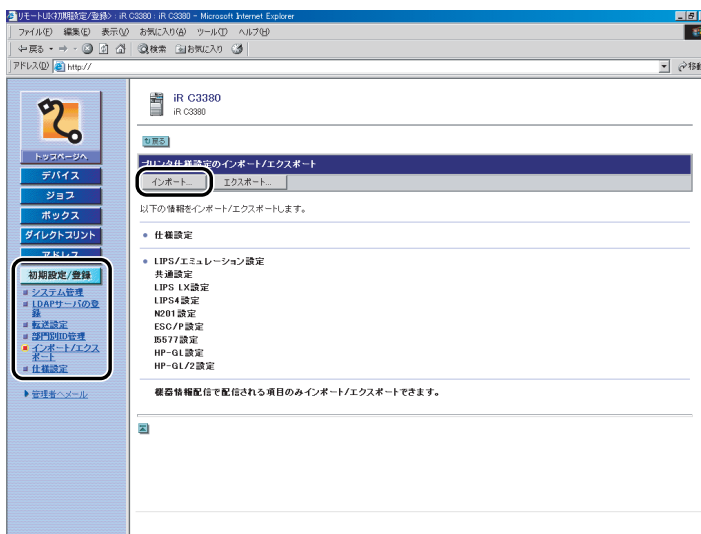 リモートUI<初期設定/登録> : iR C3380 : iR C3380 - Microsoft Internet Explorer
ファイル(F) 編集(E) 表示(V) お気に入り(A) ツール(T) ヘルプ(H)
戻る 検索 お気に入り
アドレス(D) http:// 移動
iR C3380
iR C3380
戻る
トップページへ
デバイス
ジョブ
ボックス
ダイレクトプリント
アドレス
初期設定/登録
システム管理
LDAPサーバの登
録
転送設定
部門別ID管理
インポート/エクス
ポート
仕様設定
管理者へメール
プリンタ仕様設定のインポート/エクスポート
インポート... エクスポート...
以下の情報をインポート/エクスポートします。
仕様設定
LIPS/エミュレーション設定
共通設定
LIPS LX設定
LIPS4設定
N201設定
ESC/P設定
I5577設定
HP-GL設定
HP-GL/2設定
機器情報配信で配信される項目のみインポート/エクスポートできます。